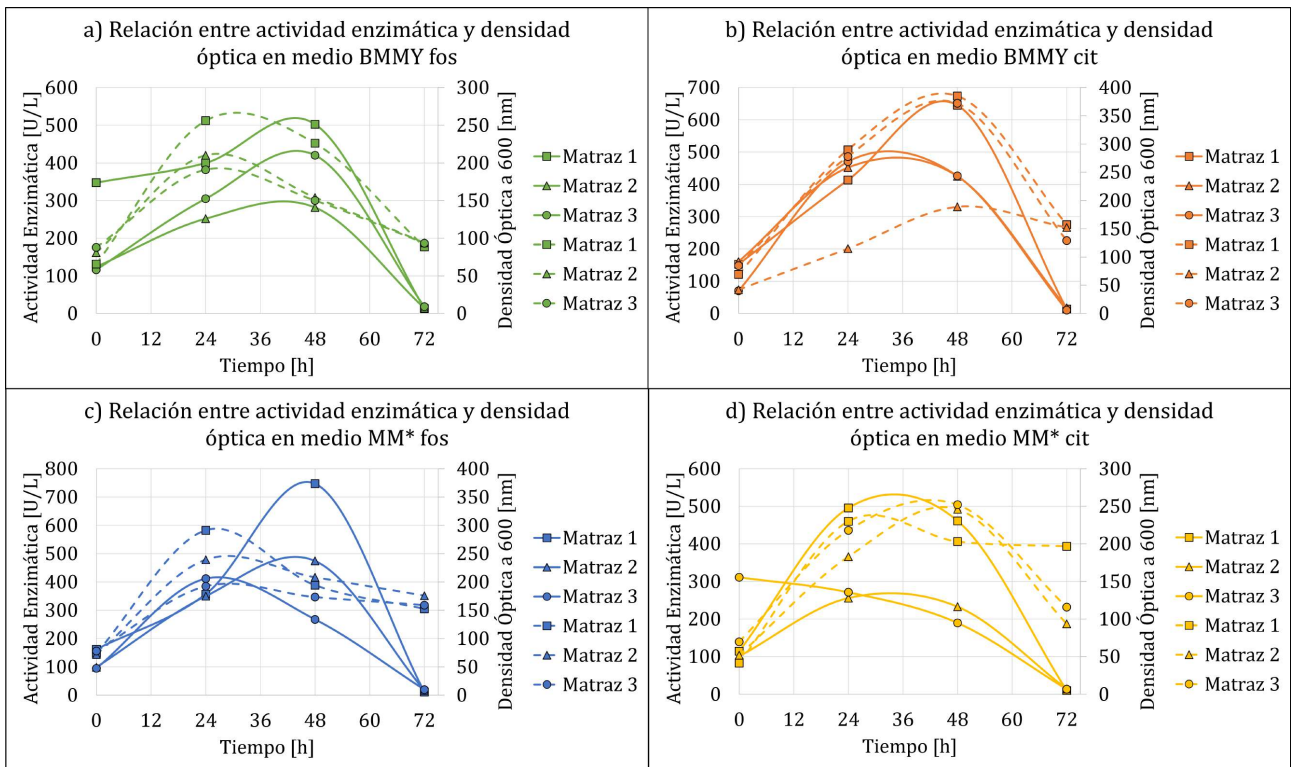 a) Relación entre actividad enzimática y densidad
óptica en medio BMMY fos
Actividad Enzimática [U/L]
600
500
400
300
200
100
0
300
250
200
150
100
50
0
Densidad Óptica a 600 [nm]
0 12 24 36 48 60 72
Tiempo [h]
Matraz 1
Matraz 2
Matraz 3
Matraz 1
Matraz 2
Matraz 3
b) Relación entre actividad enzimática y densidad
óptica en medio BMMY cit
Actividad Enzimática [U/L]
700
600
500
400
300
200
100
0
400
350
300
250
200
150
100
50
0
Densidad Óptica a 600 [nm]
0 12 24 36 48 60 72
Tiempo [h]
Matraz 1
Matraz 2
Matraz 3
Matraz 1
Matraz 2
Matraz 3
c) Relación entre actividad enzimática y densidad
óptica en medio MM* fos
Actividad Enzimática [U/L]
800
700
600
500
400
300
200
100
0
400
350
300
250
200
150
100
50
0
Densidad Óptica a 600 [nm]
0 12 24 36 48 60 72
Tiempo [h]
Matraz 1
Matraz 2
Matraz 3
Matraz 1
Matraz 2
Matraz 3
d) Relación entre actividad enzimática y densidad
óptica en medio MM* cit
Actividad Enzimática [U/L]
600
500
400
300
200
100
0
300
250
200
150
100
50
0
Densidad Óptica a 600 [nm]
0 12 24 36 48 60 72
Tiempo [h]
Matraz 1
Matraz 2
Matraz 3
Matraz 1
Matraz 2
Matraz 3